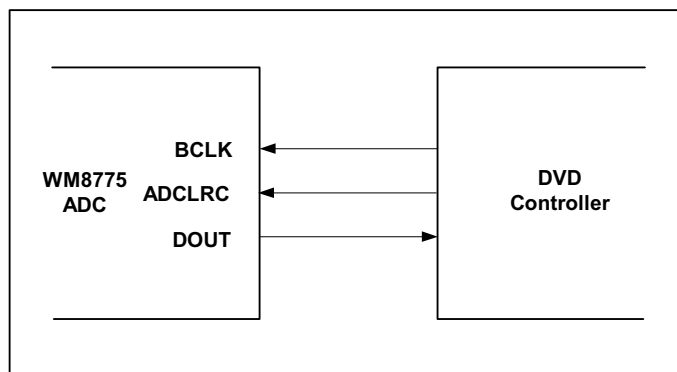 WM8775
ADC
BCLK
ADCLRC
DOUT
DVD
Controller